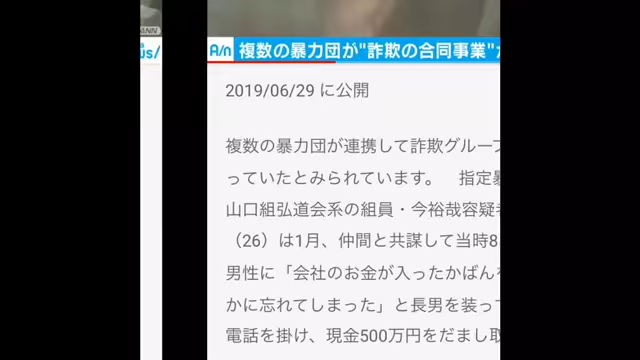 ANN
us/
A/n 複数の暴力団が"詐欺の合同事業"
2019/06/29 に公開
複数の暴力団が連携して詐欺グルー
っていたとみられています。 指定暴
山口組弘道会系の組員・今裕哉容疑
(26)は1月、仲間と共謀して当時8
男性に「会社のお金が入ったかばん
かに忘れてしまった」と長男を装っ
電話を掛け、現金500万円をだまし取